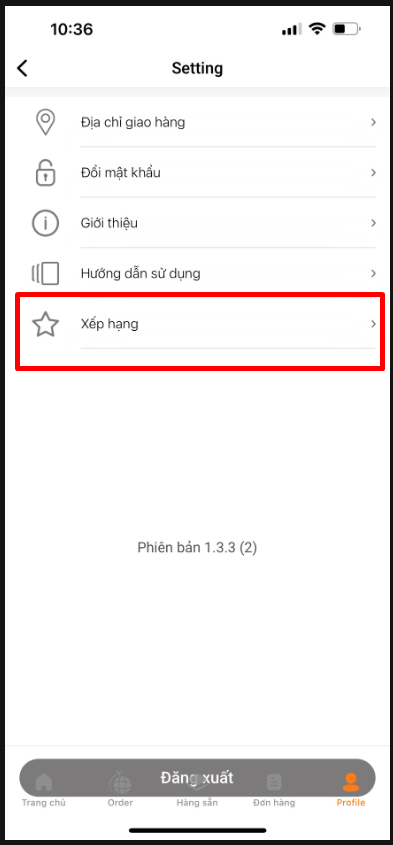 10:36
Setting
Địa chỉ giao hàng
Đổi mật khẩu
Giới thiệu
Hướng dẫn sử dụng
Xếp hạng
Phiên bản 1.3.3 (2)
Đăng xuất
Trang chủ
Order
Hàng sẵn
Đơn hàng
Profile